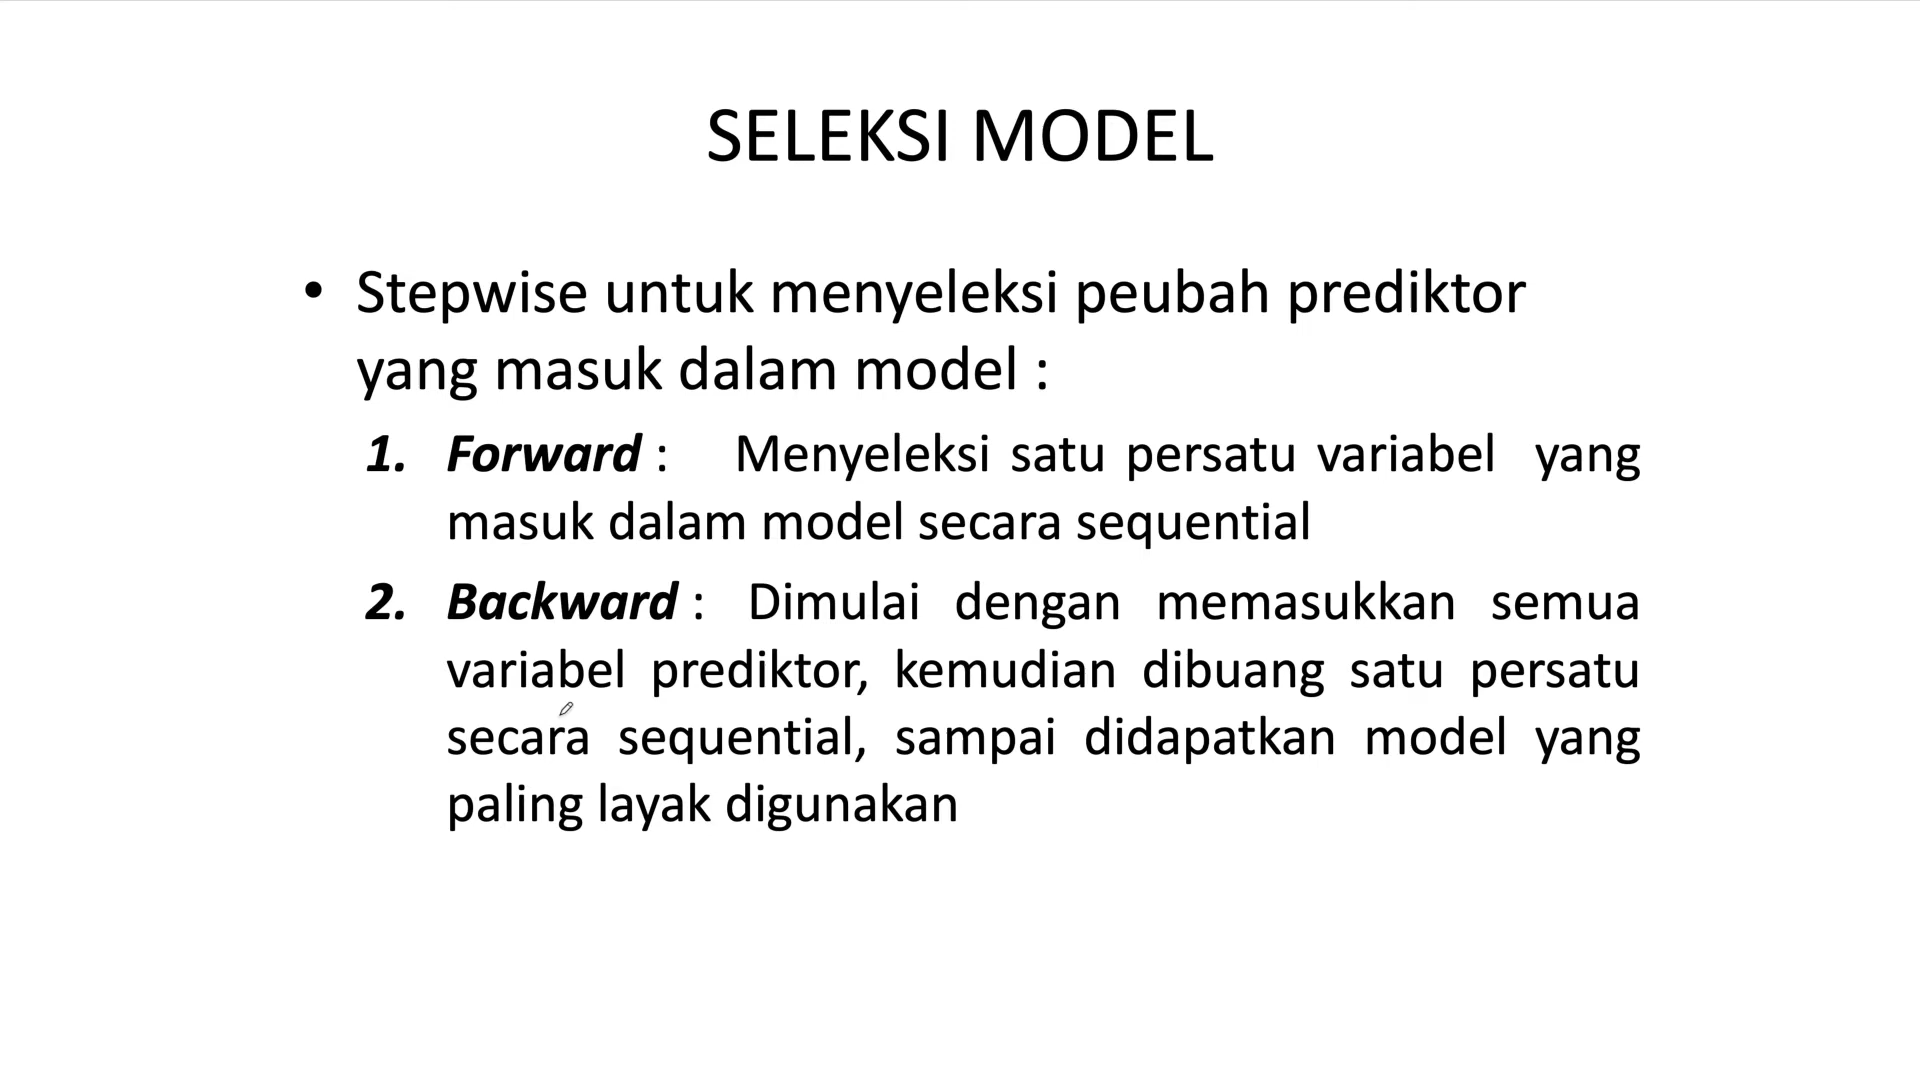 SELEKSI MODEL
• Stepwise untuk menyeleksi peubah prediktor
yang masuk dalam model :
1. Forward : Menyeleksi satu persatu variabel yang
masuk dalam model secara sequential
2. Backward : Dimulai dengan memasukkan semua
variabel prediktor, kemudian dibuang satu persatu
secara sequential, sampai didapatkan model yang
paling layak digunakan